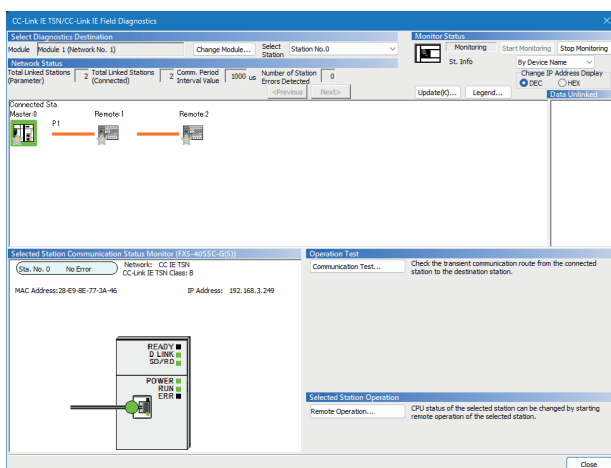 CC-Link IE TSN/CC-Link IE Field Diagnostics
Select Diagnostics Destination
Module Module 1 (Network No. 1) Change Module... Select Station Station No.0
Monitor Status
Monitoring Start Monitoring Stop Monitoring
St. Info By Device Name
Change IP Address Display
DEC HEX
Update(K)... Legend...
Network Status
Total Linked Stations (Parameter) 2 Total Linked Stations (Connected) 2 Comm. Period Interval Value 1000 us Number of Station Errors Detected 0
<Previous Next>
Data Unlinked
Connected Sta.
Master:0 Remote:1 Remote:2
P1
Selected Station Communication Status Monitor (FX5-40SSC-G(S))
Sta. No. 0 No Error
Network: CC IE TSN
CC-Link IE TSN Class: B
MAC Address:28-E9-8E-77-3A-46 IP Address: 192.168.3.249
READY
D LINK
SD/RD
POWER
RUN
ERR
Operation Test
Communication Test...
Check the transient communication route from the connected
station to the destination station.
Selected Station Operation
Remote Operation...
CPU status of the selected station can be changed by starting
remote operation of the selected station.
Close